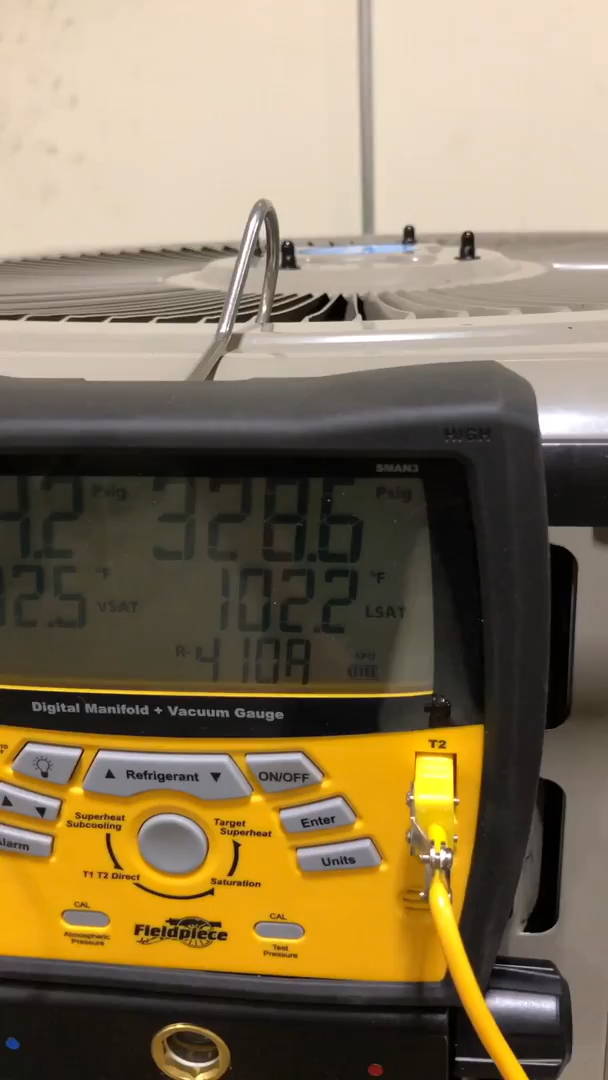 HIGH
SMAN3
4.2 Psig 328.6 Psig
2.5 °F VSAT 102.2 °F LSAT
R-410A
Digital Manifold + Vacuum Gauge
T2
▲ Refrigerant ▼ ON/OFF
Enter
Units
Alarm
Superheat Subcooling
Target Superheat
T1 T2 Direct
Saturation
CAL
Atmospheric Pressure
Fieldpiece
CAL
Test Pressure